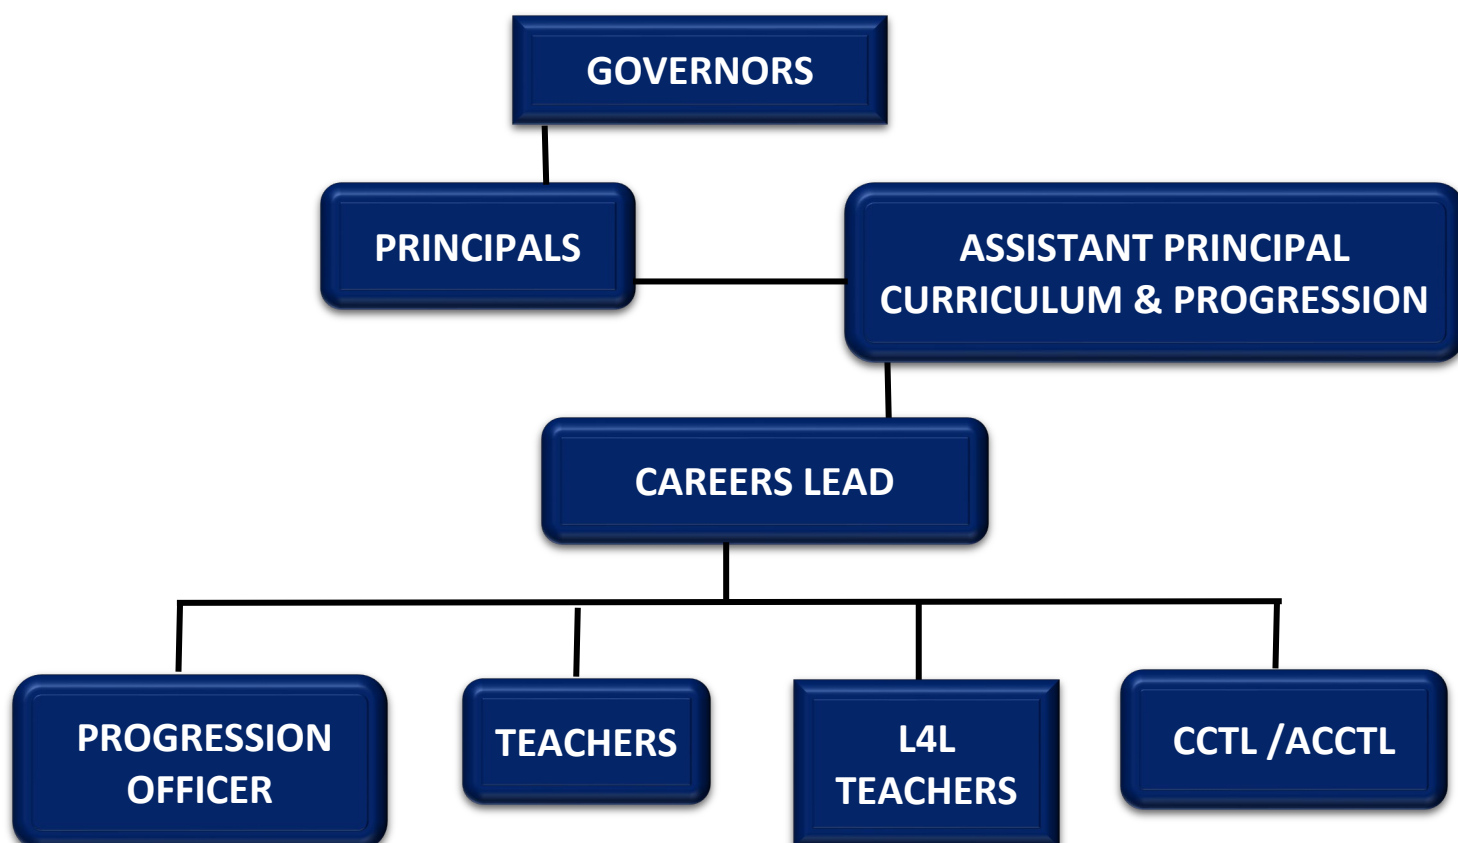 GOVERNORS
PRINCIPALS
ASSISTANT PRINCIPAL
CURRICULUM & PROGRESSION
CAREERS LEAD
PROGRESSION
OFFICER
TEACHERS
L4L
TEACHERS
CCTL /ACCTL